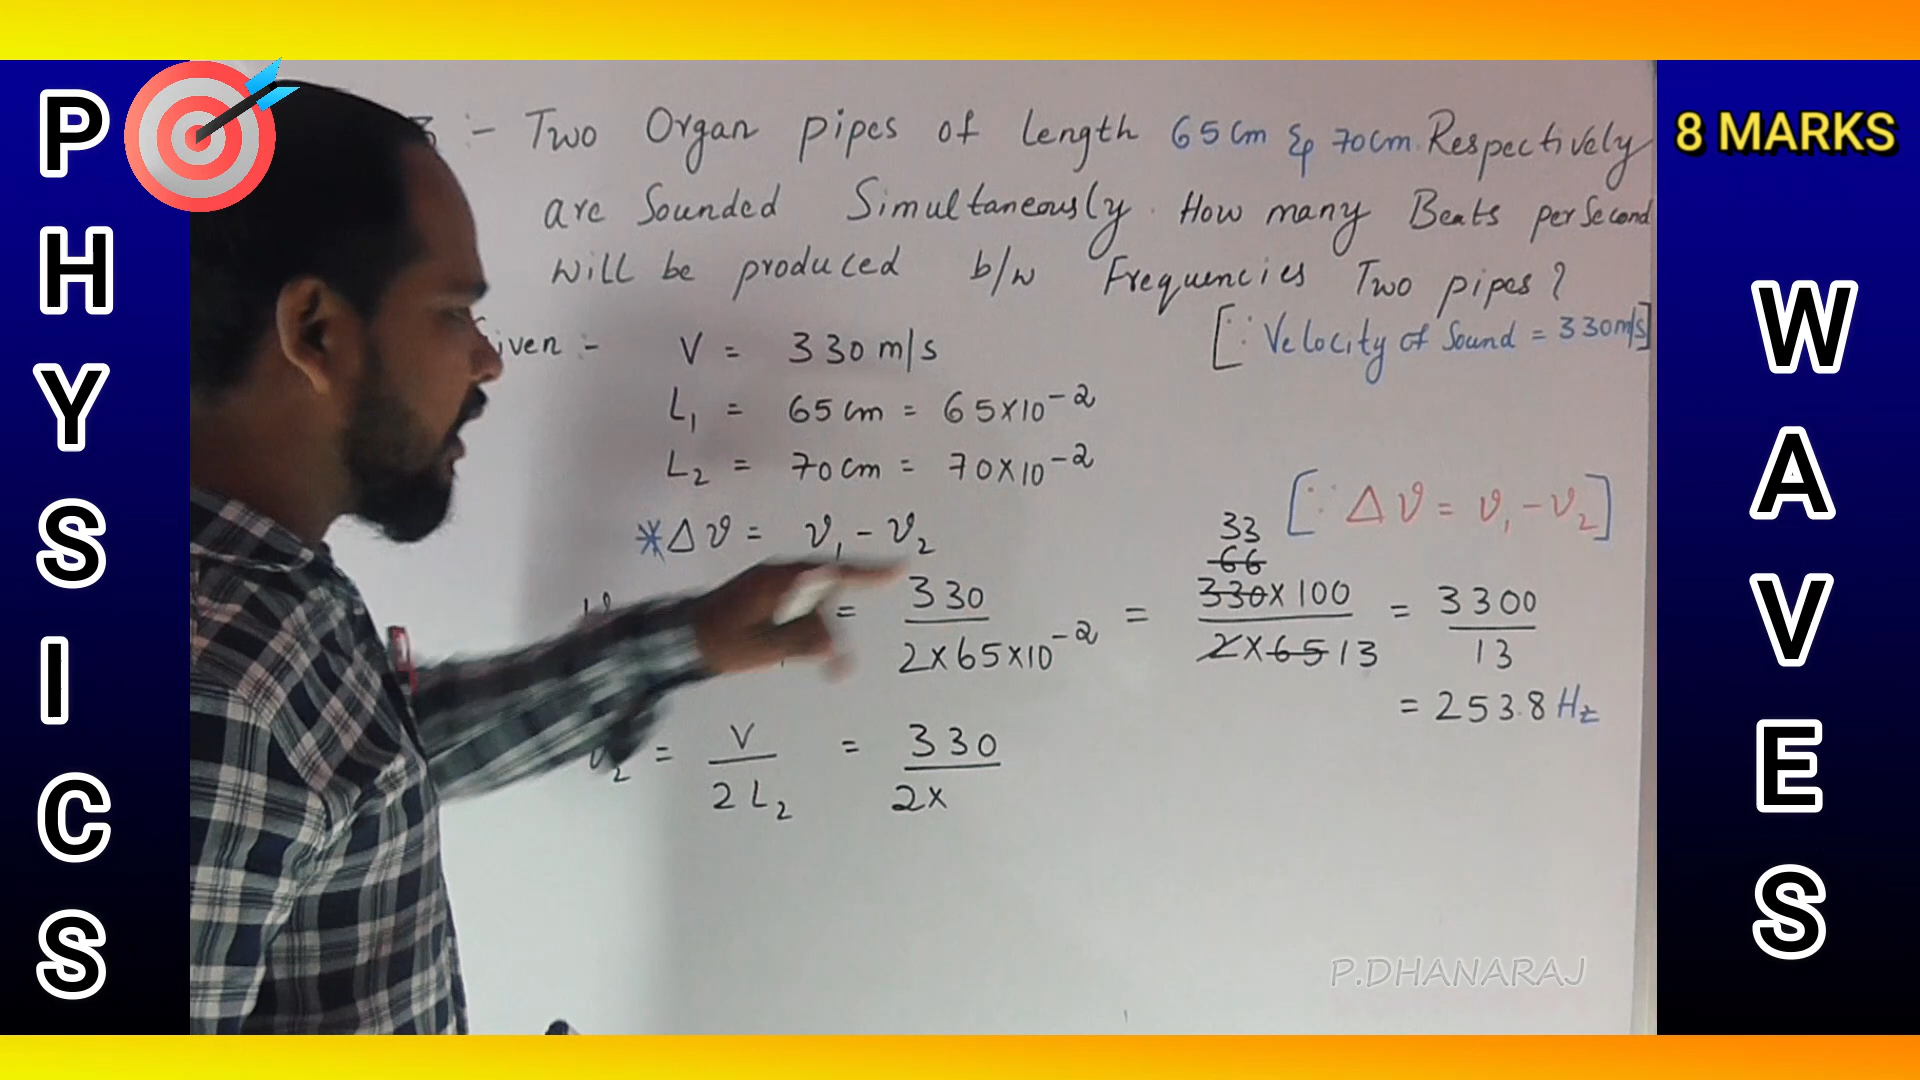 PHYSICS
8 MARKS
WAVES
3 :- Two Organ pipes of Length 65cm & 70cm Respectively
are Sounded Simultaneously. How many Beats per Second
will be produced b/w Frequencies Two pipes?
[∵ Velocity of Sound = 330m/s]
iven :- V = 330 m/s
L₁ = 65 cm = 65×10⁻²
L₂ = 70 cm = 70×10⁻²
[∵ Δν = ν₁ - ν₂]
*Δν = ν₁ - ν₂
= 330 / 2×65×10⁻² = 33 66 330×100 / 2×65 13 = 3300 / 13
= 253.8 Hz
ν₂ = V / 2L₂ = 330 / 2×
P.DHANARAJ